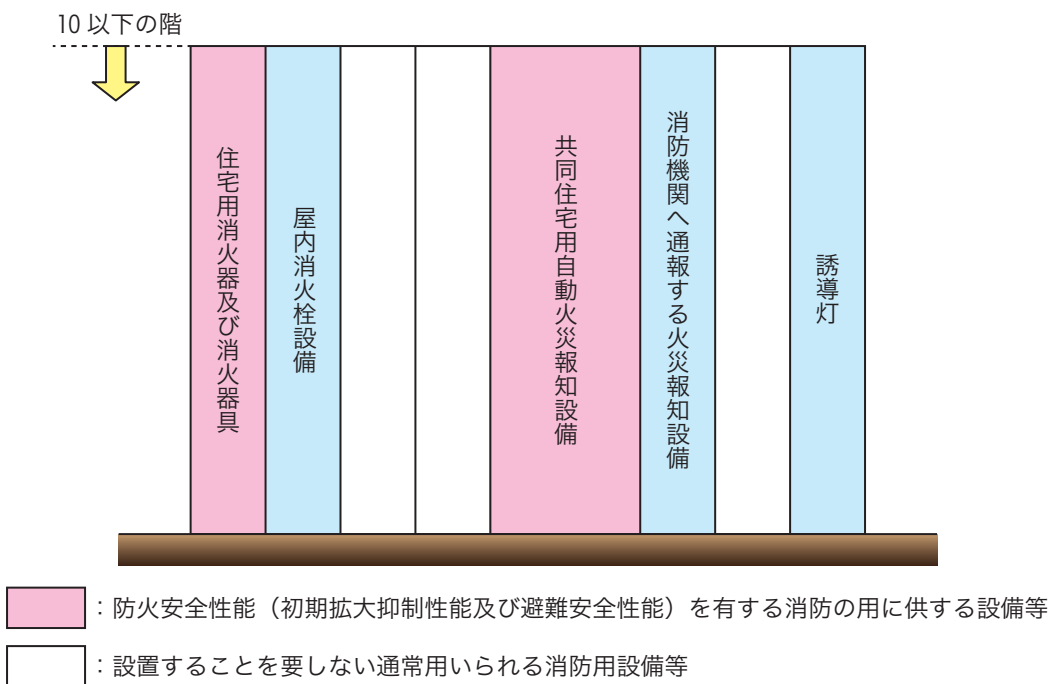 10 以下の階
住宅用消火器及び消火器具
屋内消火栓設備
共同住宅用自動火災報知設備
消防機関へ通報する火災報知設備
誘導灯
：防火安全性能（初期拡大抑制性能及び避難安全性能）を有する消防の用に供する設備等
：設置することを要しない通常用いられる消防用設備等